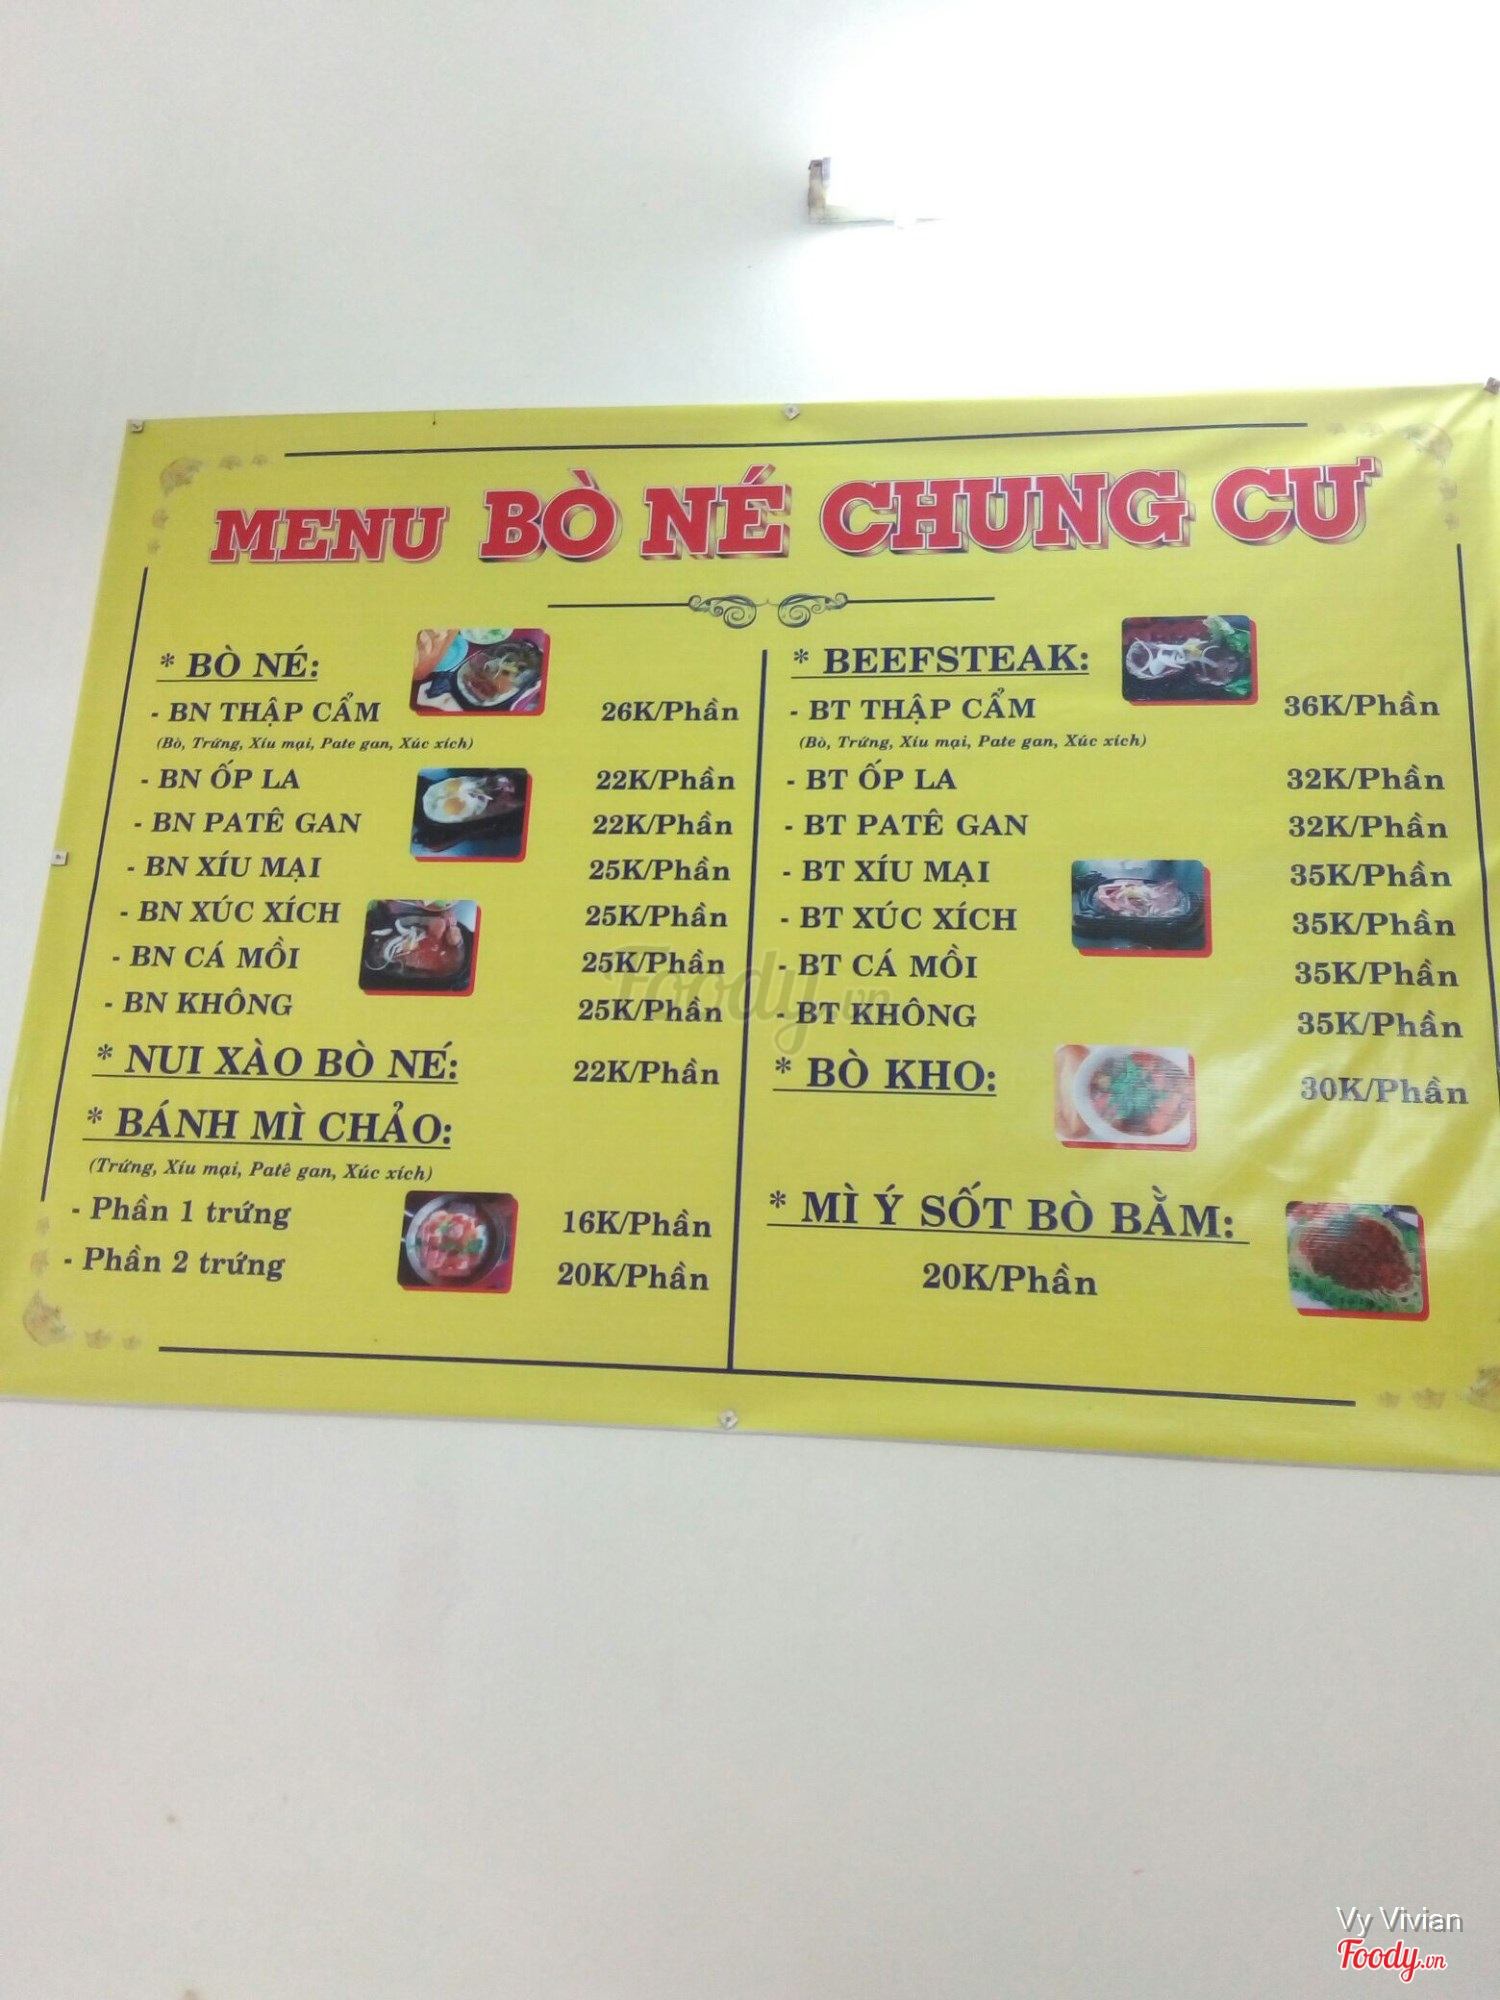 MENU BÒ NÉ CHUNG CƯ
* BÒ NÉ:
- BN THẬP CẨM 26K/Phần
(Bò, Trứng, Xíu mại, Pate gan, Xúc xích)
- BN ỐP LA 22K/Phần
- BN PATÊ GAN 22K/Phần
- BN XÍU MẠI 25K/Phần
- BN XÚC XÍCH 25K/Phần
- BN CÁ MỒI 25K/Phần
- BN KHÔNG 25K/Phần
* NUI XÀO BÒ NÉ: 22K/Phần
* BÁNH MÌ CHẢO:
(Trứng, Xíu mại, Patê gan, Xúc xích)
- Phần 1 trứng 16K/Phần
- Phần 2 trứng 20K/Phần
* BEEFSTEAK:
- BT THẬP CẨM 36K/Phần
(Bò, Trứng, Xíu mại, Pate gan, Xúc xích)
- BT ỐP LA 32K/Phần
- BT PATÊ GAN 32K/Phần
- BT XÍU MẠI 35K/Phần
- BT XÚC XÍCH 35K/Phần
- BT CÁ MỒI 35K/Phần
- BT KHÔNG 35K/Phần
* BÒ KHO: 30K/Phần
* MÌ Ý SỐT BÒ BẰM:
20K/Phần
Foody.vn
Vy Vivian
Foody.vn